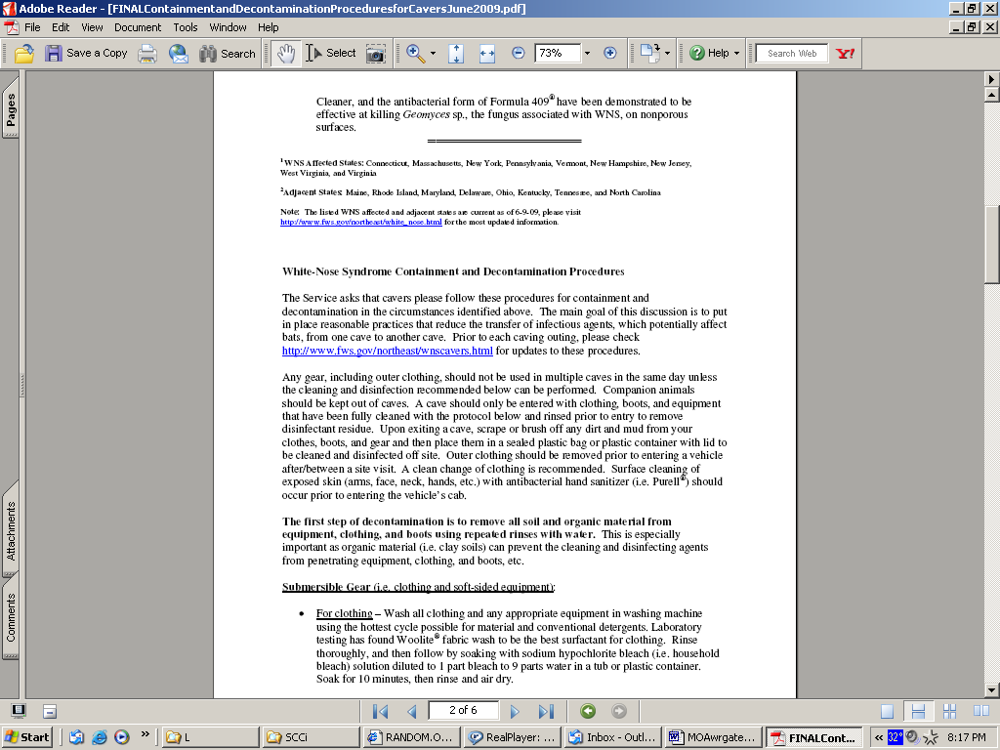 Adobe Reader - [FINALContainmentandDecontaminationProceduresforCaversJune2009.pdf]
File Edit View Document Tools Window Help
Save a Copy Search Select 73% Help Search Web Y!
Pages
Attachments
Comments
Cleaner, and the antibacterial form of Formula 409® have been demonstrated to
effective at killing Geomyces sp., the fungus associated with WNS, on nonporous
surfaces.
1WNS Affected States: Connecticut, Massachusetts, New York, Pennsylvania, Vermont, New Hampshire, New Jersey,
West Virginia, and Virginia
2Adjacent States: Maine, Rhode Island, Maryland, Delaware, Ohio, Kentucky, Tennessee, and North Carolina
Note: The listed WNS affected and adjacent states are current as of 6-9-09, please visit
http://www.fws.gov/northeast/white_nose.html for the most updated information.
White-Nose Syndrome Containment and Decontamination Procedures
The Service asks that cavers please follow these procedures for containment and
decontamination in the circumstances identified above. The main goal of this discussion is to put
in place reasonable practices that reduce the transfer of infectious agents, which potentially affect
bats, from one cave to another cave. Prior to each caving outing, please check
http://www.fws.gov/northeast/wnscavers.html for updates to these procedures.
Any gear, including outer clothing, should not be used in multiple caves in the same day unless
the cleaning and disinfection recommended below can be performed. Companion animals
should be kept out of caves. A cave should only be entered with clothing, boots, and equipment
that have been fully cleaned with the protocol below and rinsed prior to entry to remove
disinfectant residue. Upon exiting a cave, scrape or brush off any dirt and mud from your
clothes, boots, and gear and then place them in a sealed plastic bag or plastic container with lid to
be cleaned and disinfected off site. Outer clothing should be removed prior to entering a vehicle
after/between a site visit. A clean change of clothing is recommended. Surface cleaning of
exposed skin (arms, face, neck, hands, etc.) with antibacterial hand sanitizer (i.e. Purell®) should
occur prior to entering the vehicle's cab.
The first step of decontamination is to remove all soil and organic material from
equipment, clothing, and boots using repeated rinses with water. This is especially
important as organic material (i.e. clay soils) can prevent the cleaning and disinfecting agents
from penetrating equipment, clothing, and boots, etc.
Submersible Gear (i.e. clothing and soft-sided equipment):
• For clothing – Wash all clothing and any appropriate equipment in washing machine
using the hottest cycle possible for material and conventional detergents. Laboratory
testing has found Woolite® fabric wash to be the best surfactant for clothing. Rinse
thoroughly, and then follow by soaking with sodium hypochlorite bleach (i.e. household
bleach) solution diluted to 1 part bleach to 9 parts water in a tub or plastic container.
Soak for 10 minutes, then rinse and air dry.
2 of 6
Start » L SCCi RANDOM.O... RealPlayer: ... Inbox - Outl... MOAwrgate... FINALCont... « 32° 8:17 PM